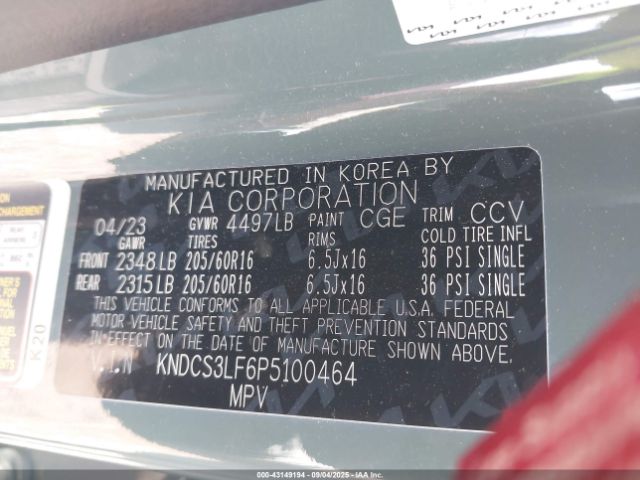 MANUFACTURED IN KOREA BY
KIA CORPORATION
04/23 GVWR 4497LB PAINT CGE TRIM CCV
GAWR TIRES RIMS COLD TIRE INFL
FRONT 2348LB 205/60R16 6.5Jx16 36 PSI SINGLE
REAR 2315LB 205/60R16 6.5Jx16 36 PSI SINGLE
THIS VEHICLE CONFORMS TO ALL APPLICABLE U.S.A. FEDERAL
MOTOR VEHICLE SAFETY AND THEFT PREVENTION STANDARDS
IN EFFECT ON THE DATE OF MANUFACTURE SHOWN ABOVE.
V.I.N KNDCS3LF6P5100464
MPV
K20
000-43149194 - 09/04/2025 - IAAI.COM